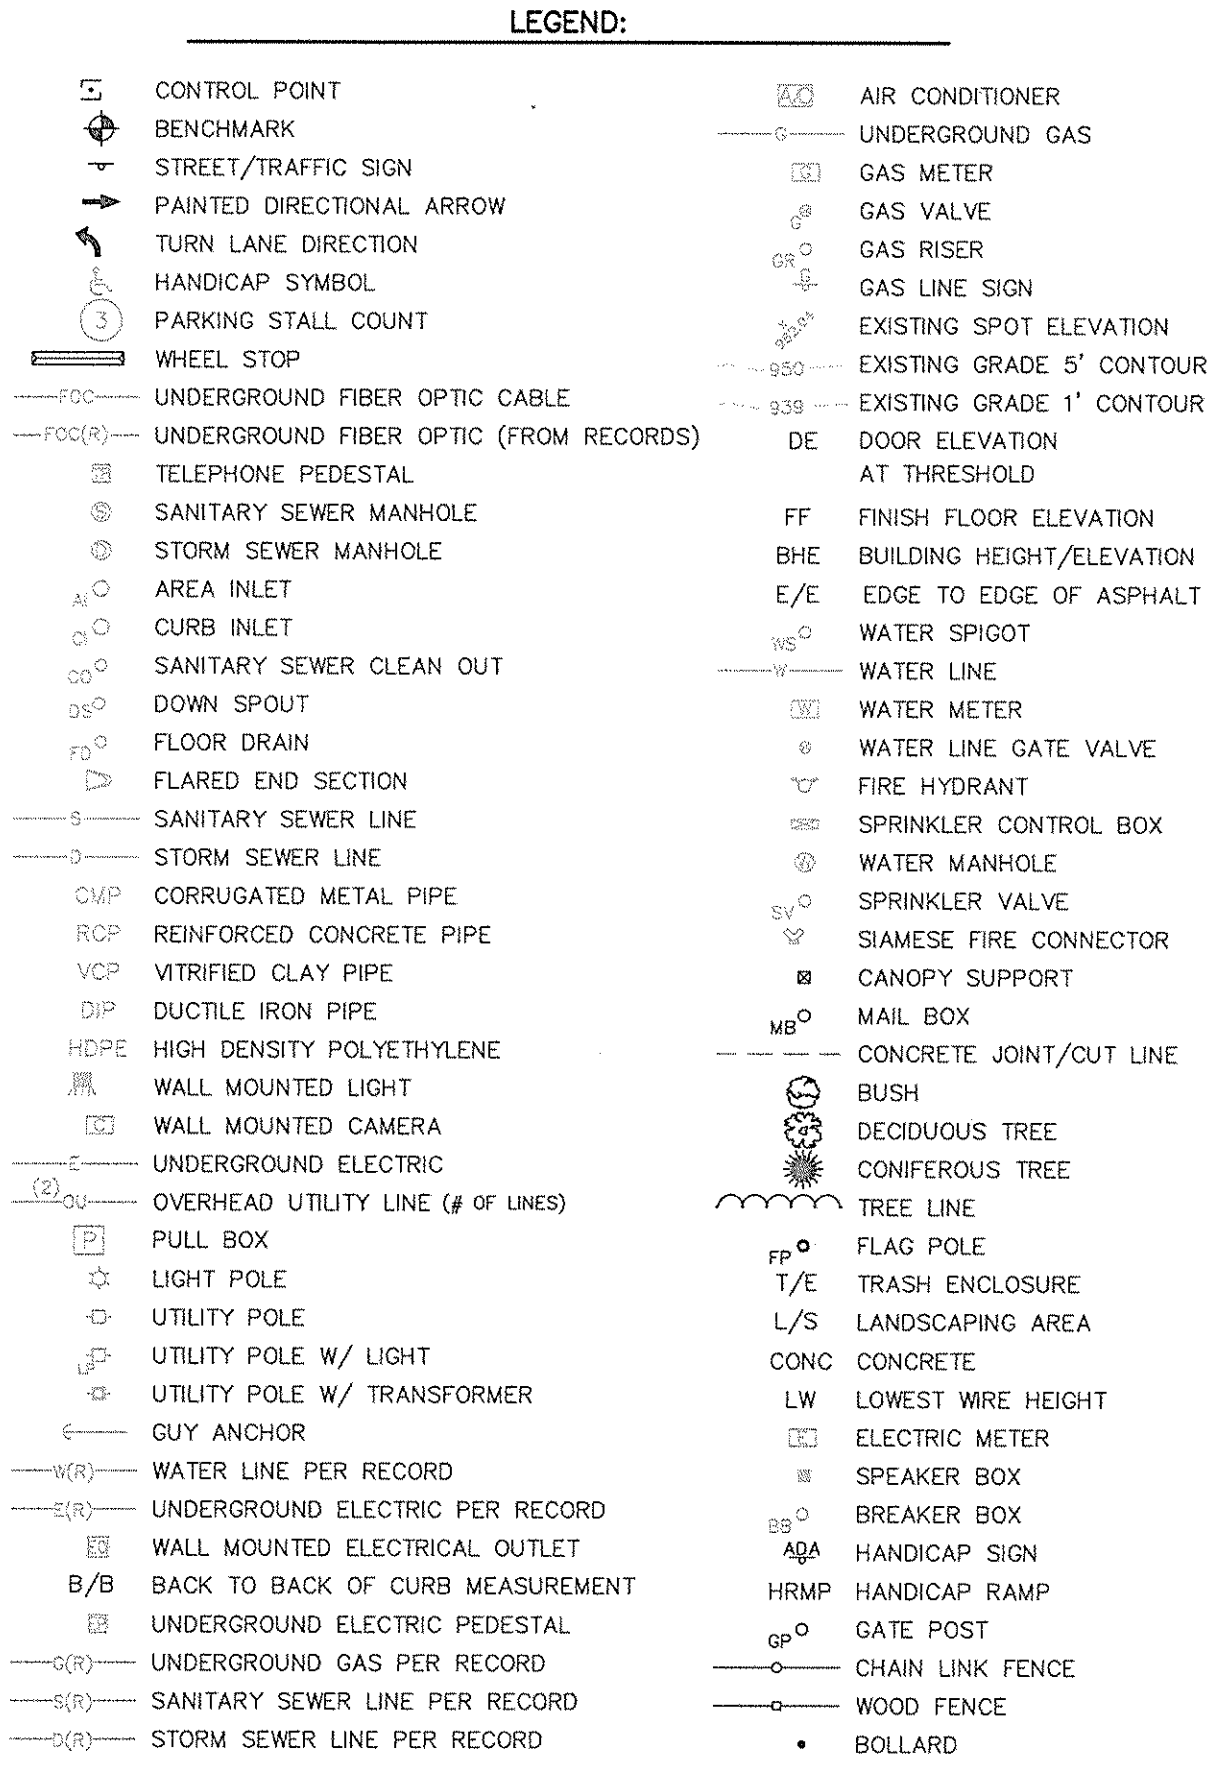 LEGEND:
CONTROL POINT
BENCHMARK
STREET/TRAFFIC SIGN
PAINTED DIRECTIONAL ARROW
TURN LANE DIRECTION
HANDICAP SYMBOL
3 PARKING STALL COUNT
WHEEL STOP
FOC UNDERGROUND FIBER OPTIC CABLE
FOC(R) UNDERGROUND FIBER OPTIC (FROM RECORDS)
TELEPHONE PEDESTAL
S SANITARY SEWER MANHOLE
D STORM SEWER MANHOLE
AI AREA INLET
CI CURB INLET
CO SANITARY SEWER CLEAN OUT
DS DOWN SPOUT
FD FLOOR DRAIN
FLARED END SECTION
S SANITARY SEWER LINE
D STORM SEWER LINE
CMP CORRUGATED METAL PIPE
RCP REINFORCED CONCRETE PIPE
VCP VITRIFIED CLAY PIPE
DIP DUCTILE IRON PIPE
HDPE HIGH DENSITY POLYETHYLENE
WALL MOUNTED LIGHT
C WALL MOUNTED CAMERA
E UNDERGROUND ELECTRIC
(2) OU OVERHEAD UTILITY LINE (# OF LINES)
P PULL BOX
LIGHT POLE
UTILITY POLE
LP UTILITY POLE W/ LIGHT
UTILITY POLE W/ TRANSFORMER
GUY ANCHOR
W(R) WATER LINE PER RECORD
E(R) UNDERGROUND ELECTRIC PER RECORD
EO WALL MOUNTED ELECTRICAL OUTLET
B/B BACK TO BACK OF CURB MEASUREMENT
UNDERGROUND ELECTRIC PEDESTAL
G(R) UNDERGROUND GAS PER RECORD
S(R) SANITARY SEWER LINE PER RECORD
D(R) STORM SEWER LINE PER RECORD
A/C AIR CONDITIONER
G UNDERGROUND GAS
G GAS METER
G GAS VALVE
GR GAS RISER
G GAS LINE SIGN
EXISTING SPOT ELEVATION
950 EXISTING GRADE 5' CONTOUR
939 EXISTING GRADE 1' CONTOUR
DE DOOR ELEVATION
AT THRESHOLD
FF FINISH FLOOR ELEVATION
BHE BUILDING HEIGHT/ELEVATION
E/E EDGE TO EDGE OF ASPHALT
WS WATER SPIGOT
W WATER LINE
W WATER METER
WATER LINE GATE VALVE
FIRE HYDRANT
SPRINKLER CONTROL BOX
W WATER MANHOLE
SV SPRINKLER VALVE
SIAMESE FIRE CONNECTOR
CANOPY SUPPORT
MB MAIL BOX
CONCRETE JOINT/CUT LINE
BUSH
DECIDUOUS TREE
CONIFEROUS TREE
TREE LINE
FP FLAG POLE
T/E TRASH ENCLOSURE
L/S LANDSCAPING AREA
CONC CONCRETE
LW LOWEST WIRE HEIGHT
E ELECTRIC METER
SPEAKER BOX
BB BREAKER BOX
ADA HANDICAP SIGN
HRMP HANDICAP RAMP
GP GATE POST
CHAIN LINK FENCE
WOOD FENCE
BOLLARD